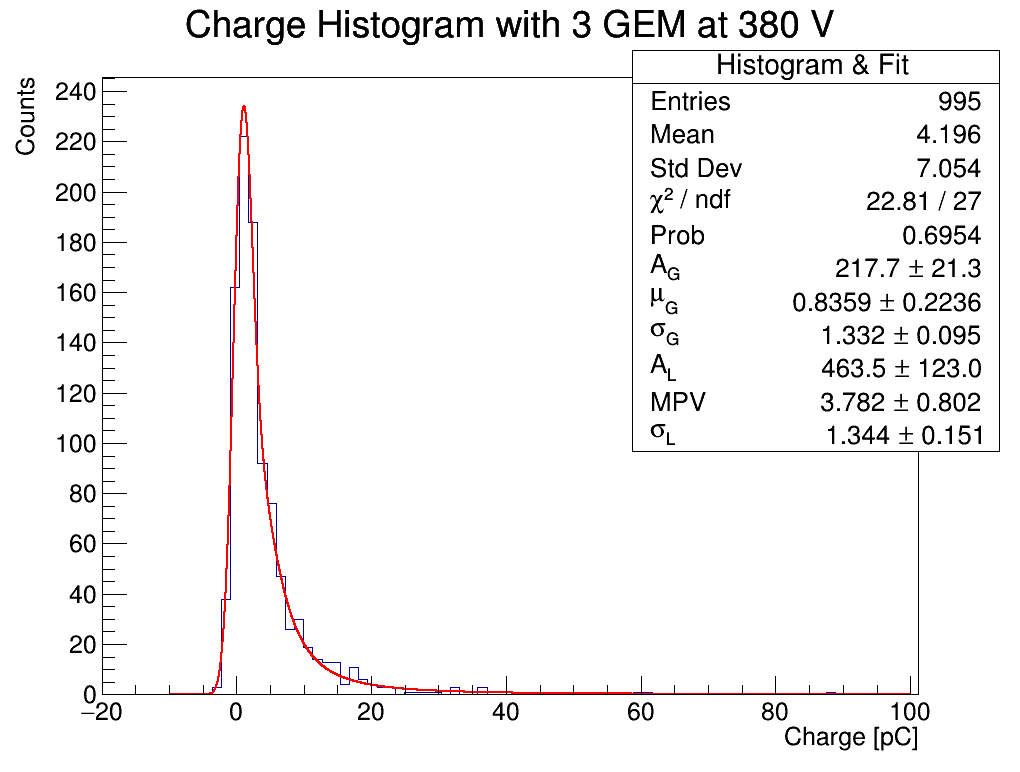 Charge Histogram with 3 GEM at 380 V
Histogram & Fit
Entries 995
Mean 4.196
Std Dev 7.054
χ² / ndf 22.81 / 27
Prob 0.6954
A_G 217.7 ± 21.3
μ_G 0.8359 ± 0.2236
σ_G 1.332 ± 0.095
A_L 463.5 ± 123.0
MPV 3.782 ± 0.802
σ_L 1.344 ± 0.151
Counts
240
220
200
180
160
140
120
100
80
60
40
20
0
−20 0 20 40 60 80 100
Charge [pC]